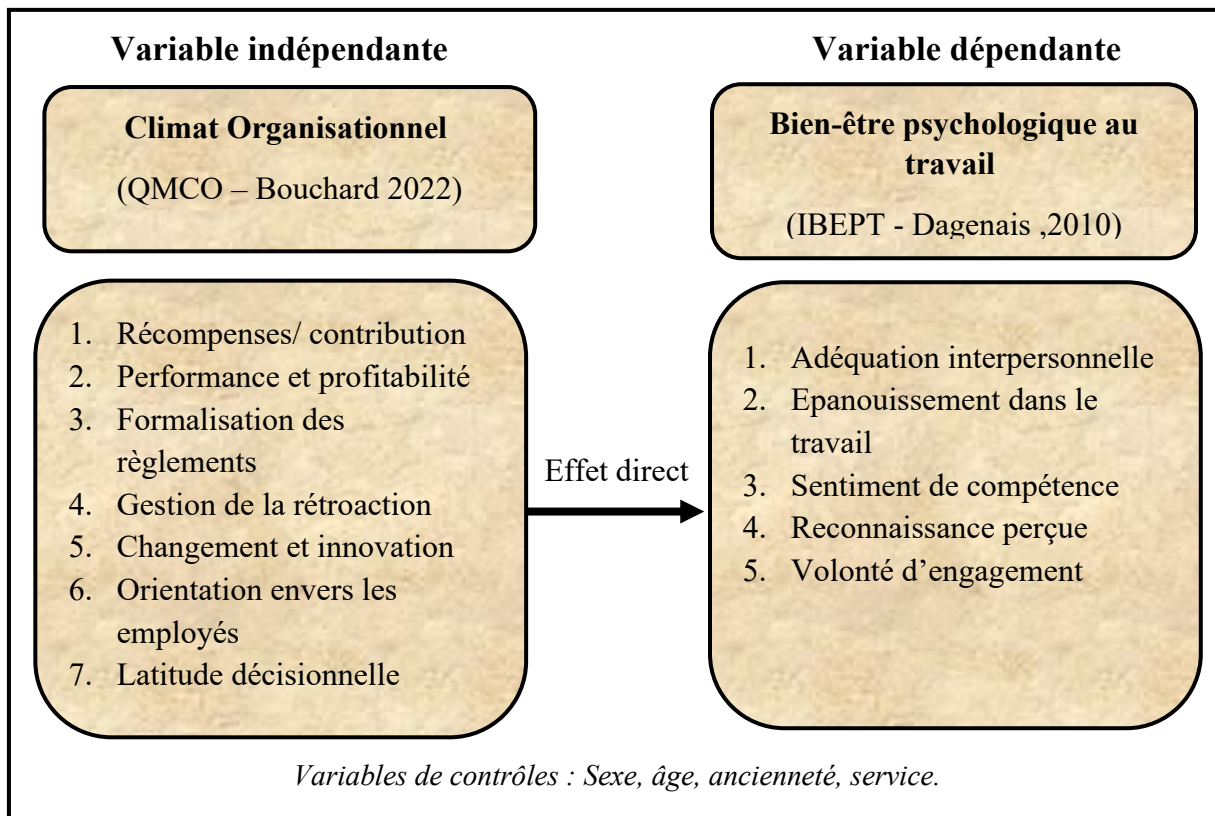 Variable indépendante
Climat Organisationnel
(QMCO – Bouchard 2022)
1. Récompenses/ contribution
2. Performance et profitabilité
3. Formalisation des
règlements
4. Gestion de la rétroaction
5. Changement et innovation
6. Orientation envers les
employés
7. Latitude décisionnelle
Effet direct
Variable dépendante
Bien-être psychologique au
travail
(IBEPT - Dagenais ,2010)
1. Adéquation interpersonnelle
2. Epanouissement dans le
travail
3. Sentiment de compétence
4. Reconnaissance perçue
5. Volonté d’engagement
Variables de contrôles : Sexe, âge, ancienneté, service.